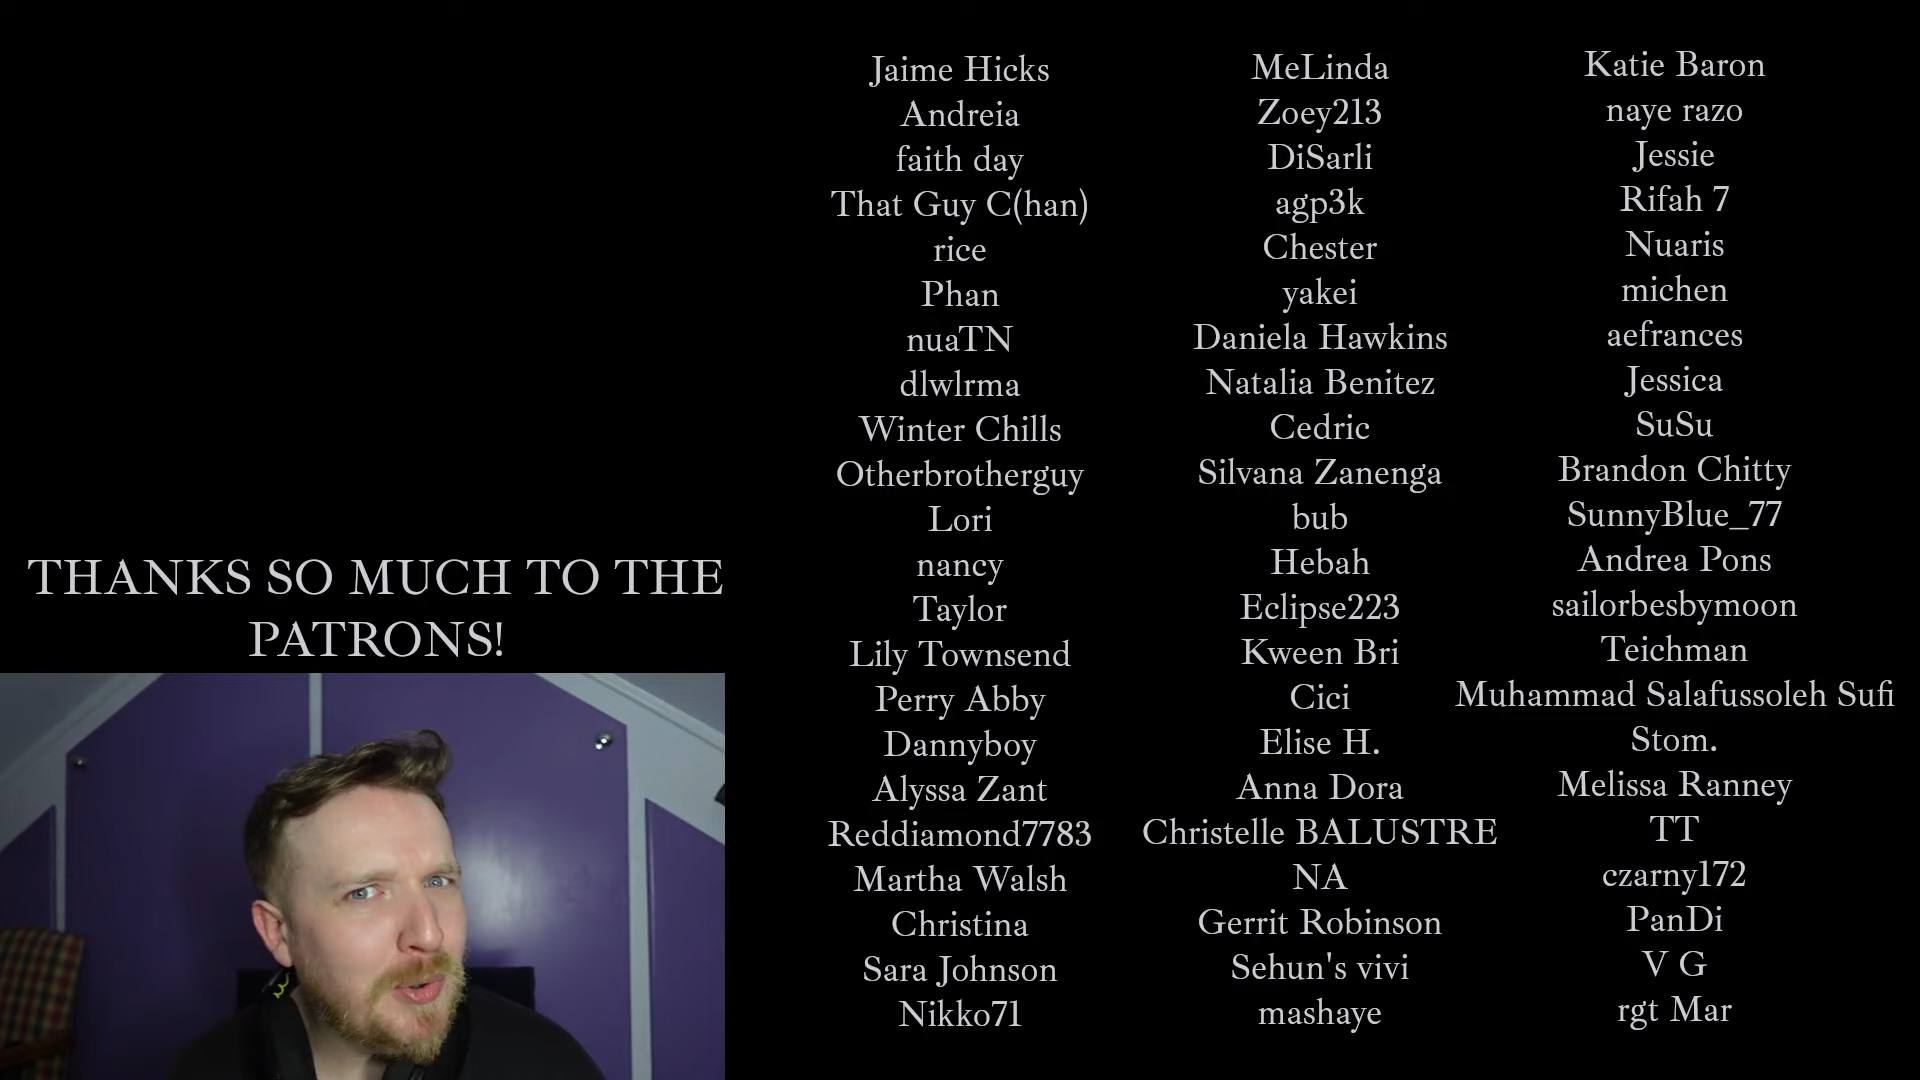 THANKS SO MUCH TO THE
PATRONS!
Jaime Hicks
Andreia
faith day
That Guy C(han)
rice
Phan
nuaTN
dlwlrma
Winter Chills
Otherbrotherguy
Lori
nancy
Taylor
Lily Townsend
Perry Abby
Dannyboy
Alyssa Zant
Reddiamond7783
Martha Walsh
Christina
Sara Johnson
Nikko71
MeLinda
Zoey213
DiSarli
agp3k
Chester
yakei
Daniela Hawkins
Natalia Benitez
Cedric
Silvana Zanenga
bub
Hebah
Eclipse223
Kween Bri
Cici
Elise H.
Anna Dora
Christelle BALUSTRE
NA
Gerrit Robinson
Sehun's vivi
mashaye
Katie Baron
naye razo
Jessie
Rifah 7
Nuaris
michen
aefrances
Jessica
SuSu
Brandon Chitty
SunnyBlue_77
Andrea Pons
sailorbesbymoon
Teichman
Muhammad Salafussoleh Sufi
Stom.
Melissa Ranney
TT
czarny172
PanDi
V G
rgt Mar